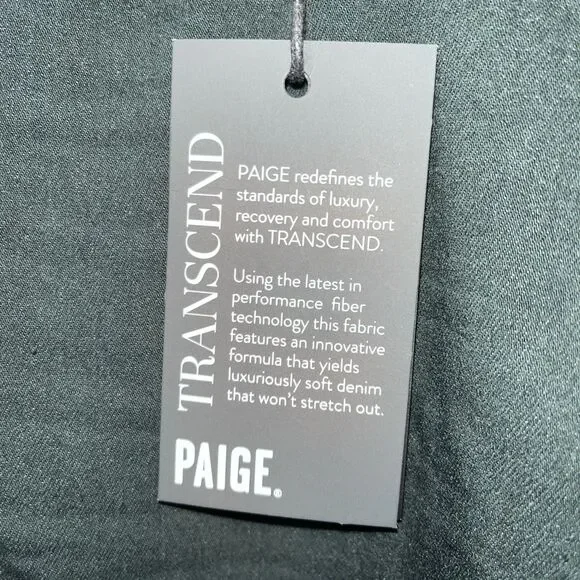 TRANSCEND
PAIGE redefines the
standards of luxury,
recovery and comfort
with TRANSCEND.
Using the latest in
performance fiber
technology this fabric
features an innovative
formula that yields
luxuriously soft denim
that won't stretch out.
PAIGE®